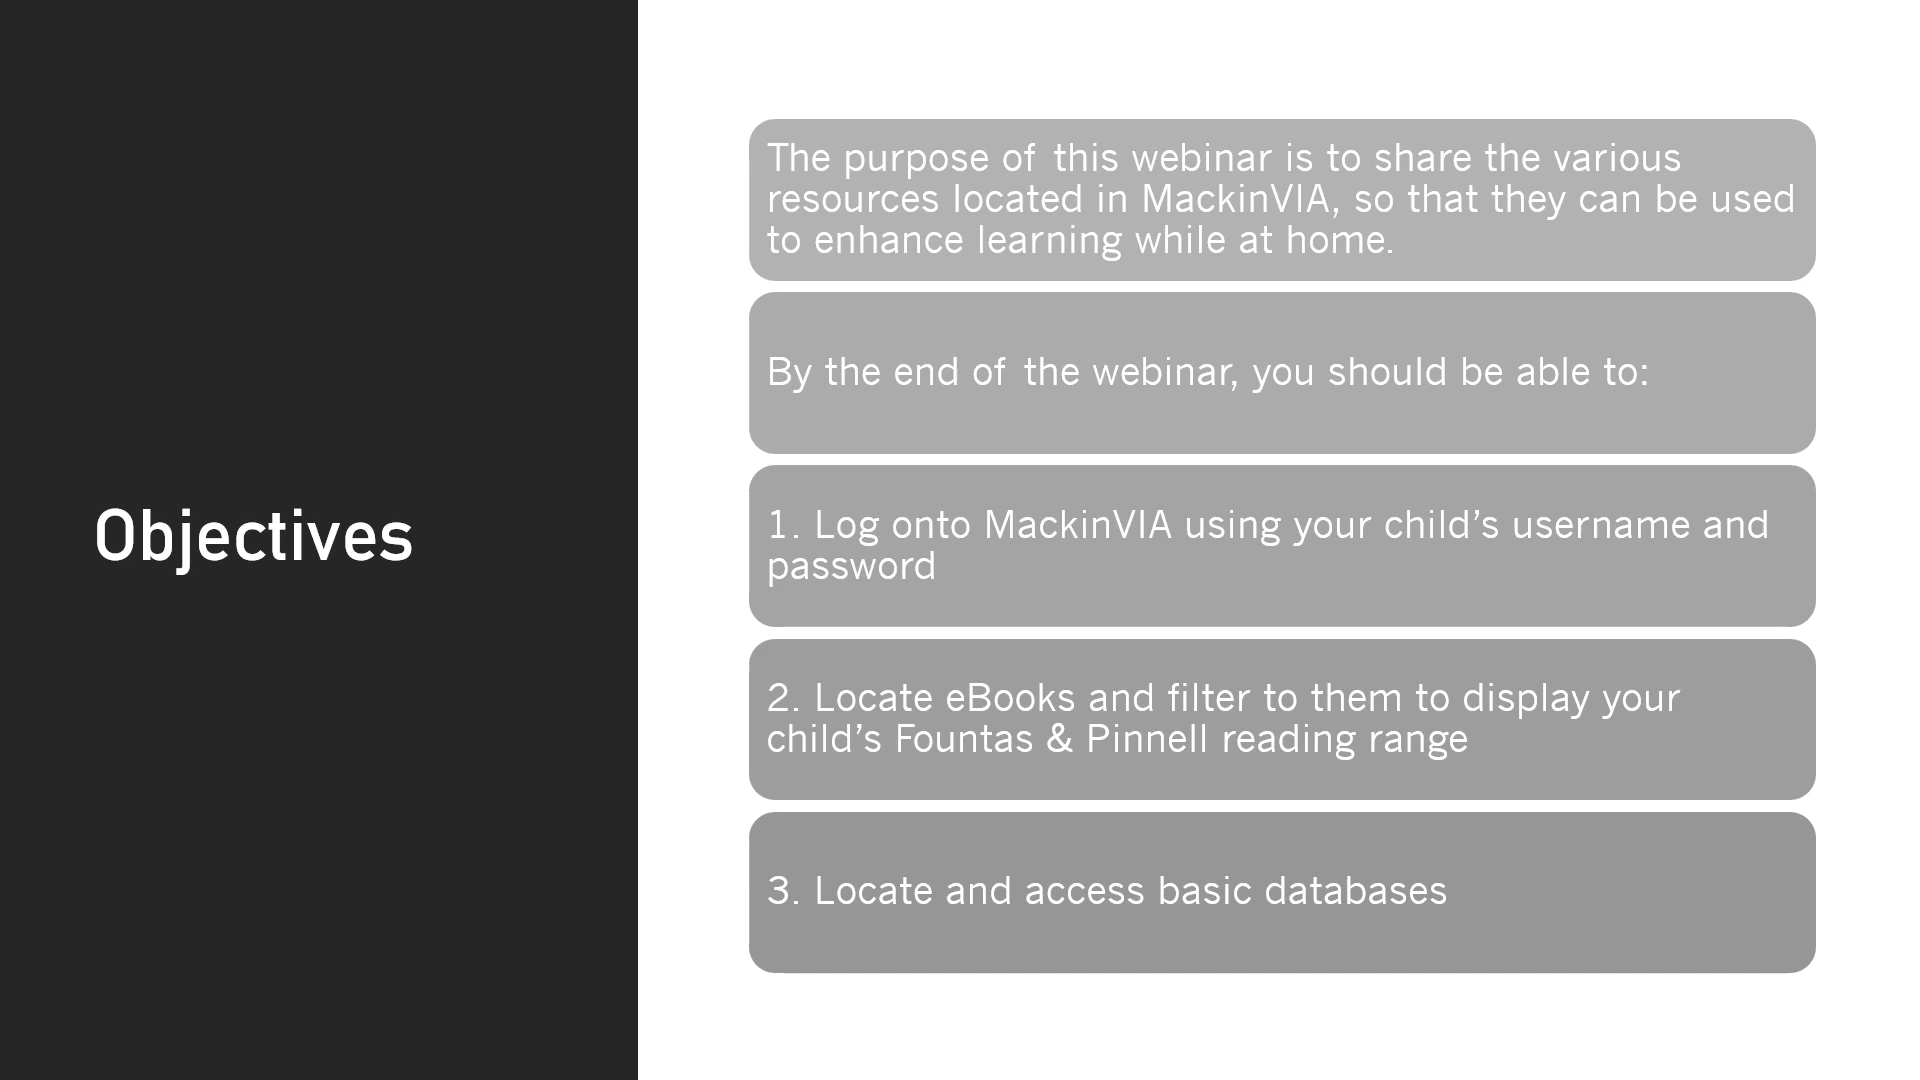 Objectives
The purpose of this webinar is to share the various
resources located in MackinVIA, so that they can be used
to enhance learning while at home.
By the end of the webinar, you should be able to:
1. Log onto MackinVIA using your child’s username and
password
2. Locate eBooks and filter to them to display your
child’s Fountas & Pinnell reading range
3. Locate and access basic databases